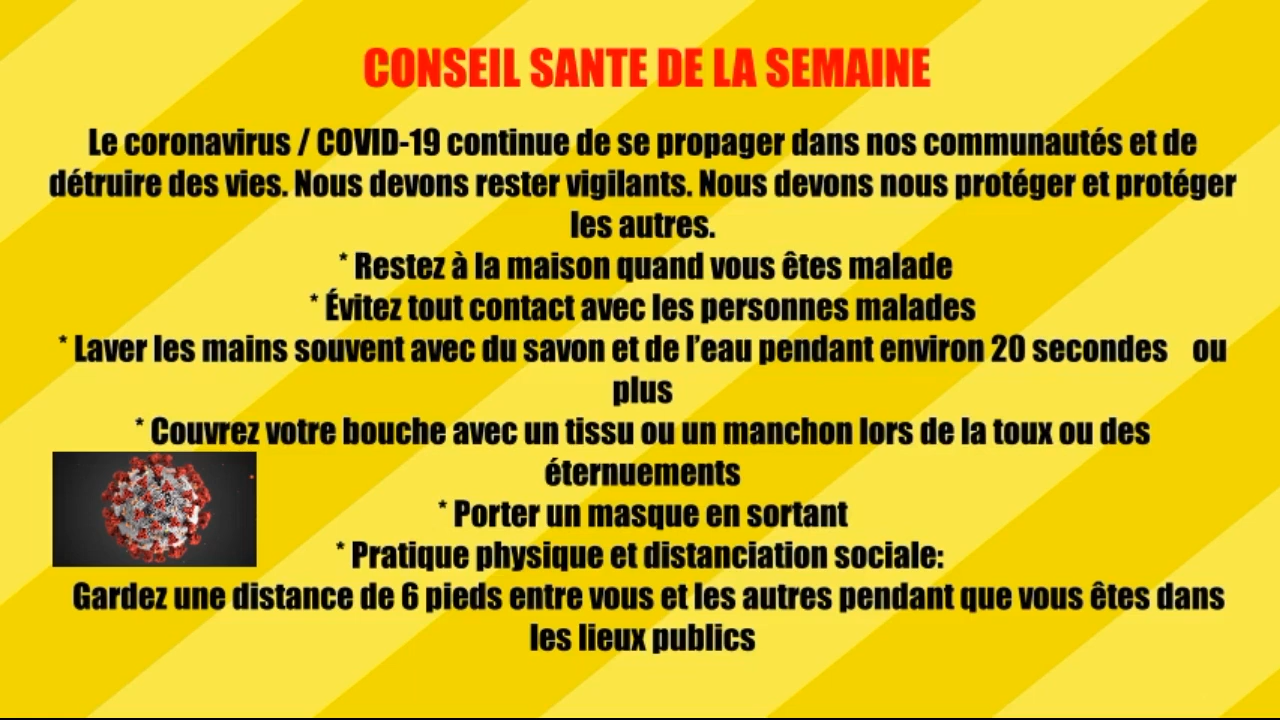 CONSEIL SANTE DE LA SEMAINE
Le coronavirus / COVID-19 continue de se propager dans nos communautés et de
détruire des vies. Nous devons rester vigilants. Nous devons nous protéger et protéger
les autres.
* Restez à la maison quand vous êtes malade
* Évitez tout contact avec les personnes malades
* Laver les mains souvent avec du savon et de l’eau pendant environ 20 secondes ou
plus
* Couvrez votre bouche avec un tissu ou un manchon lors de la toux ou des
éternuements
* Porter un masque en sortant
* Pratique physique et distanciation sociale:
Gardez une distance de 6 pieds entre vous et les autres pendant que vous êtes dans
les lieux publics